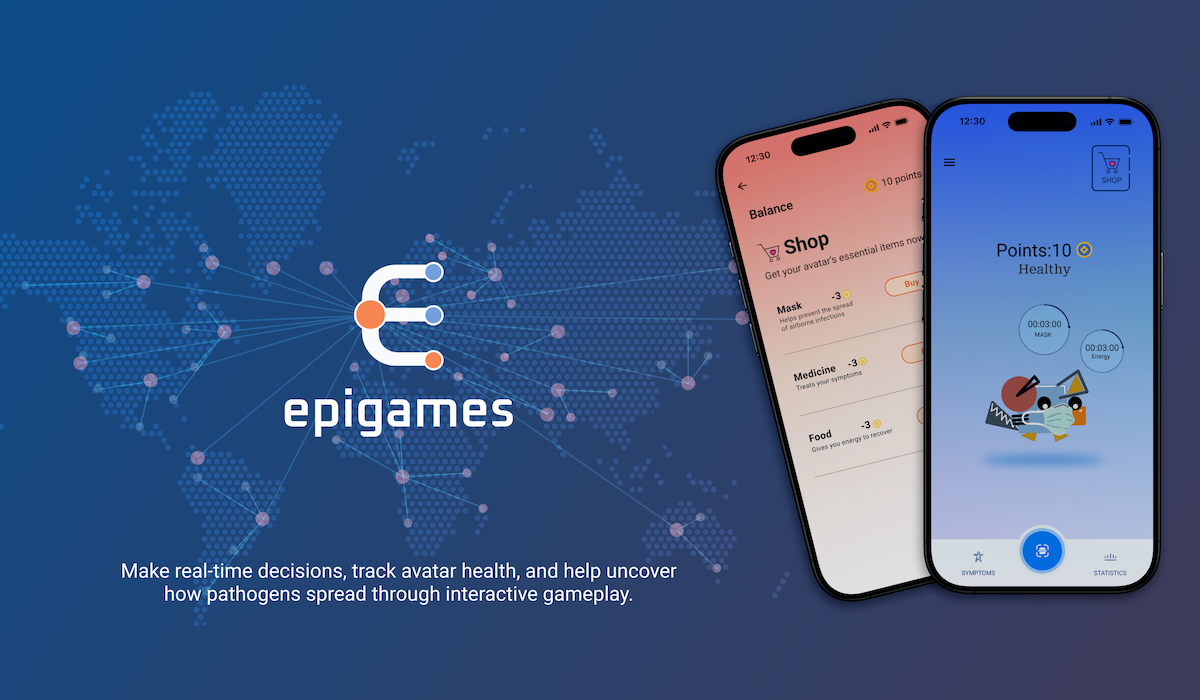 epigames
Make real-time decisions, track avatar health, and help uncover
how pathogens spread through interactive gameplay.
12:30
10 points
Balance
Shop
Get your avatar's essential items now
Mask -3
Buy
Helps prevent the spread
of airborne infections
Medicine -3
Treats your symptoms
Food -3
Gives you energy to recover
12:30
SHOP
Points:10
Healthy
00:03:00
MASK
00:03:00
Energy
SYMPTOMS
STATISTICS